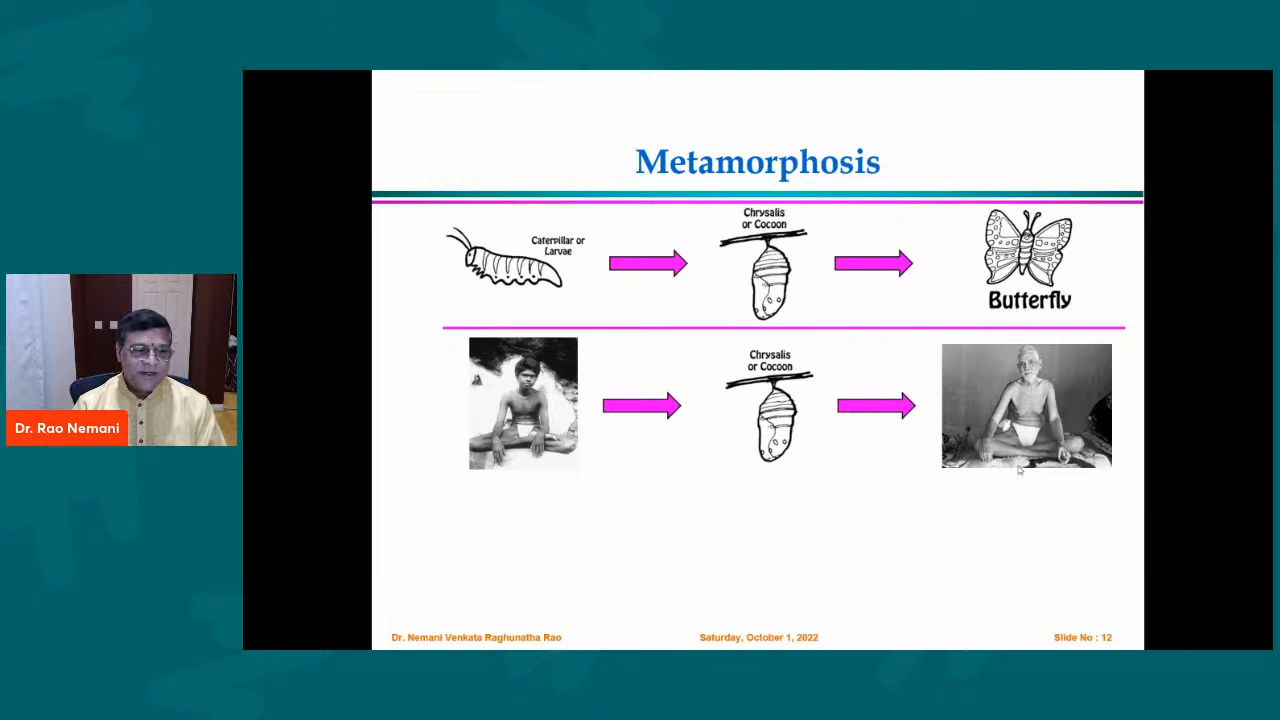 Metamorphosis
Caterpillar or
Larvae
Chrysalis
or Cocoon
Butterfly
Chrysalis
or Cocoon
Dr. Rao Nemani
Dr. Nemani Venkata Raghunatha Rao
Saturday, October 1, 2022
Slide No : 12